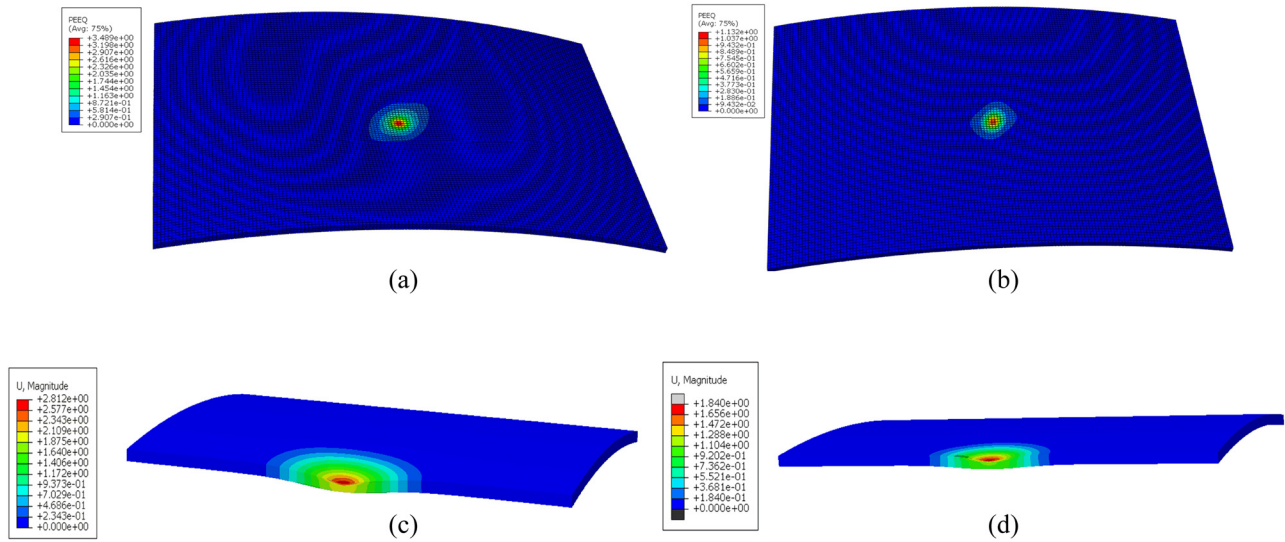 PEEQ
(Avg: 75%)
+3.489e+00
+3.198e+00
+2.907e+00
+2.616e+00
+2.326e+00
+2.035e+00
+1.744e+00
+1.454e+00
+1.163e+00
+8.721e-01
+5.814e-01
+2.907e-01
+0.000e+00
(a)
PEEQ
(Avg: 75%)
+1.132e+00
+1.037e+00
+9.432e-01
+8.489e-01
+7.545e-01
+6.602e-01
+5.659e-01
+4.716e-01
+3.773e-01
+2.830e-01
+1.886e-01
+9.432e-02
+0.000e+00
(b)
U, Magnitude
+2.812e+00
+2.577e+00
+2.343e+00
+2.109e+00
+1.875e+00
+1.640e+00
+1.406e+00
+1.172e+00
+9.373e-01
+7.029e-01
+4.686e-01
+2.343e-01
+0.000e+00
(c)
U, Magnitude
+1.840e+00
+1.656e+00
+1.472e+00
+1.288e+00
+1.104e+00
+9.202e-01
+7.362e-01
+5.521e-01
+3.681e-01
+1.840e-01
+0.000e+00
(d)